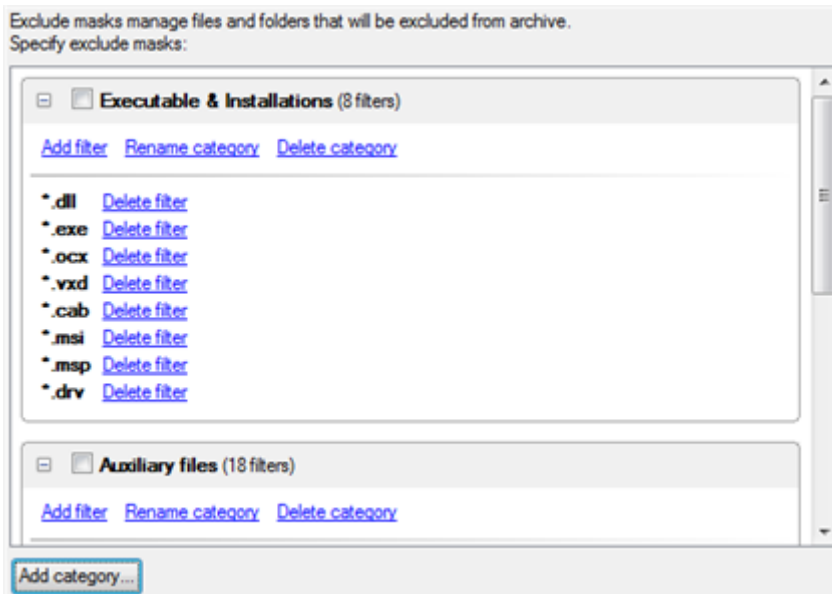 Exclude masks manage files and folders that will be excluded from archive.
Specify exclude masks:
Executable & Installations (8 filters)
Add filter Rename category Delete category
*.dll Delete filter
*.exe Delete filter
*.ocx Delete filter
*.vxd Delete filter
*.cab Delete filter
*.msi Delete filter
*.msp Delete filter
*.drv Delete filter
Auxiliary files (18 filters)
Add filter Rename category Delete category
Add category...